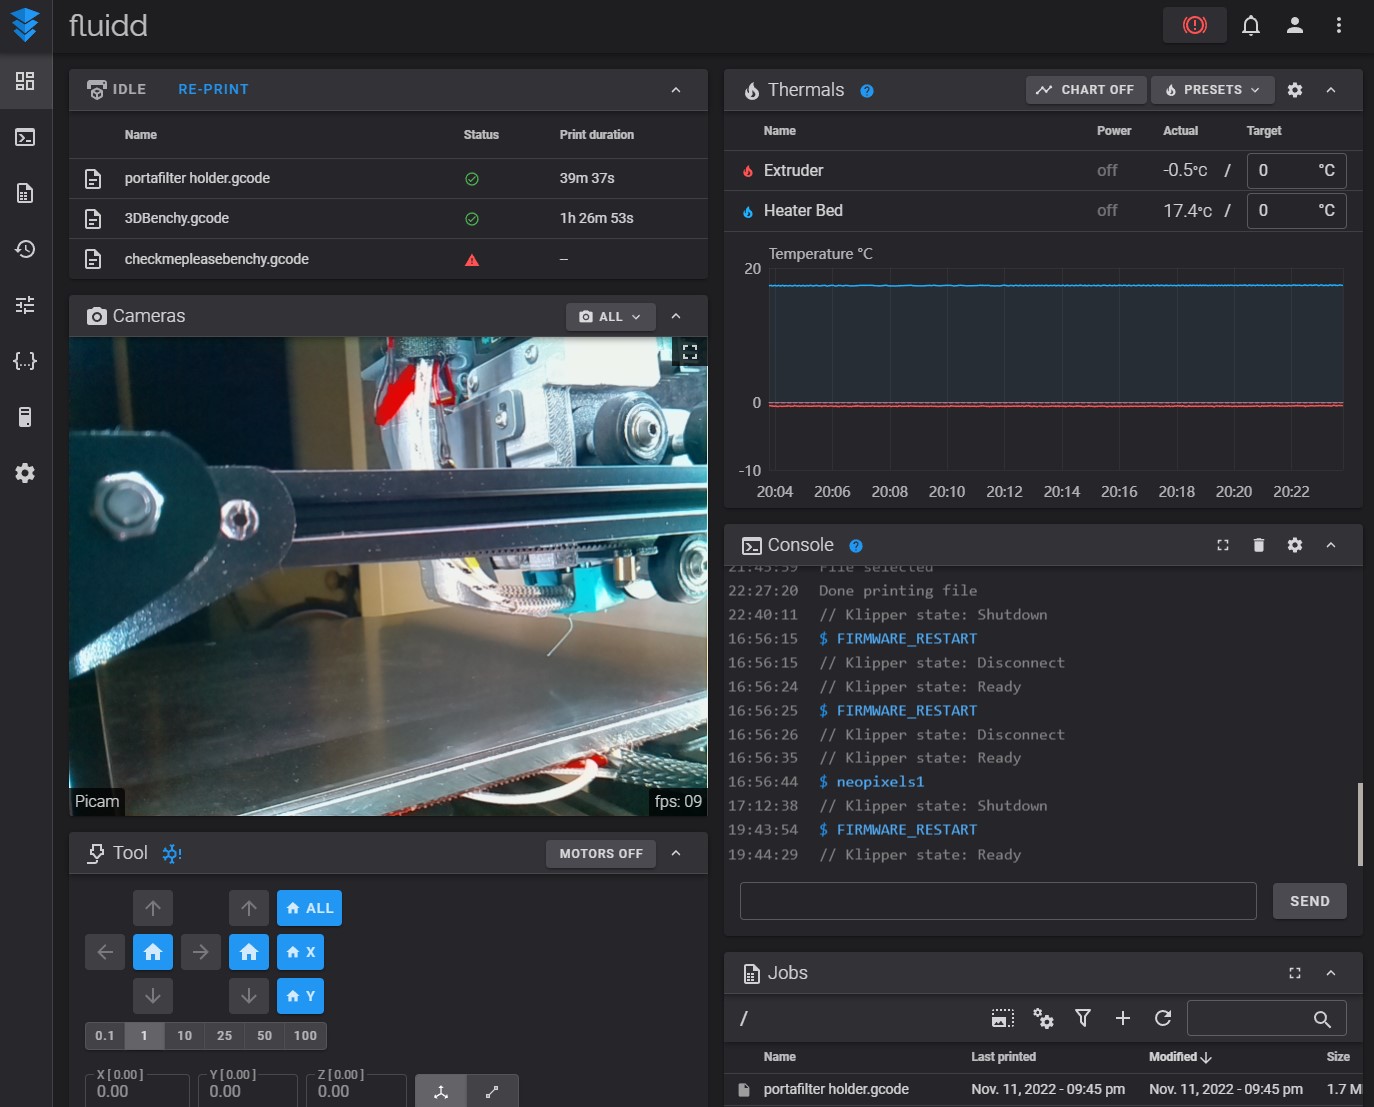 fluidd
IDLE RE-PRINT
Name Status Print duration
portafilter holder.gcode 39m 37s
3DBenchy.gcode 1h 26m 53s
checkmepleasebenchy.gcode --
Cameras ALL
Picam fps: 09
Tool MOTORS OFF
ALL
X
Y
0.1 1 10 25 50 100
X [ 0.00 ] Y [ 0.00 ] Z [ 0.00 ]
0.00 0.00 0.00
Thermals CHART OFF PRESETS
Name Power Actual Target
Extruder off -0.5°C / 0 °C
Heater Bed off 17.4°C / 0 °C
Temperature °C
20
0
-10
20:04 20:06 20:08 20:10 20:12 20:14 20:16 20:18 20:20 20:22
Console
21:45:59 File selected
22:27:20 Done printing file
22:40:11 // Klipper state: Shutdown
16:56:15 $ FIRMWARE_RESTART
16:56:15 // Klipper state: Disconnect
16:56:24 // Klipper state: Ready
16:56:25 $ FIRMWARE_RESTART
16:56:26 // Klipper state: Disconnect
16:56:35 // Klipper state: Ready
16:56:44 $ neopixels1
17:12:38 // Klipper state: Shutdown
19:43:54 $ FIRMWARE_RESTART
19:44:29 // Klipper state: Ready
SEND
Jobs
/
Name Last printed Modified Size
portafilter holder.gcode Nov. 11, 2022 - 09:45 pm Nov. 11, 2022 - 09:45 pm 1.7